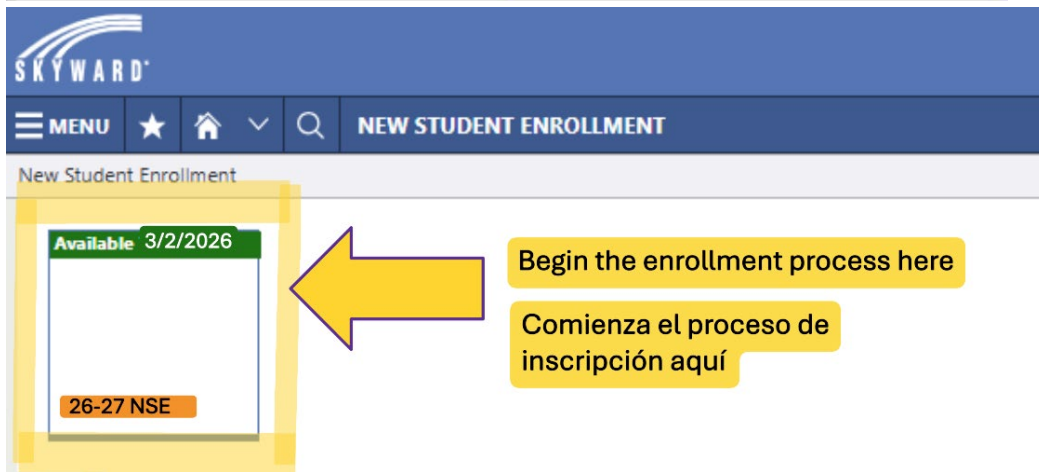 SKYWARD
MENU NEW STUDENT ENROLLMENT
New Student Enrollment
Available 3/2/2026
26-27 NSE
Begin the enrollment process here
Comienza el proceso de
inscripción aquí